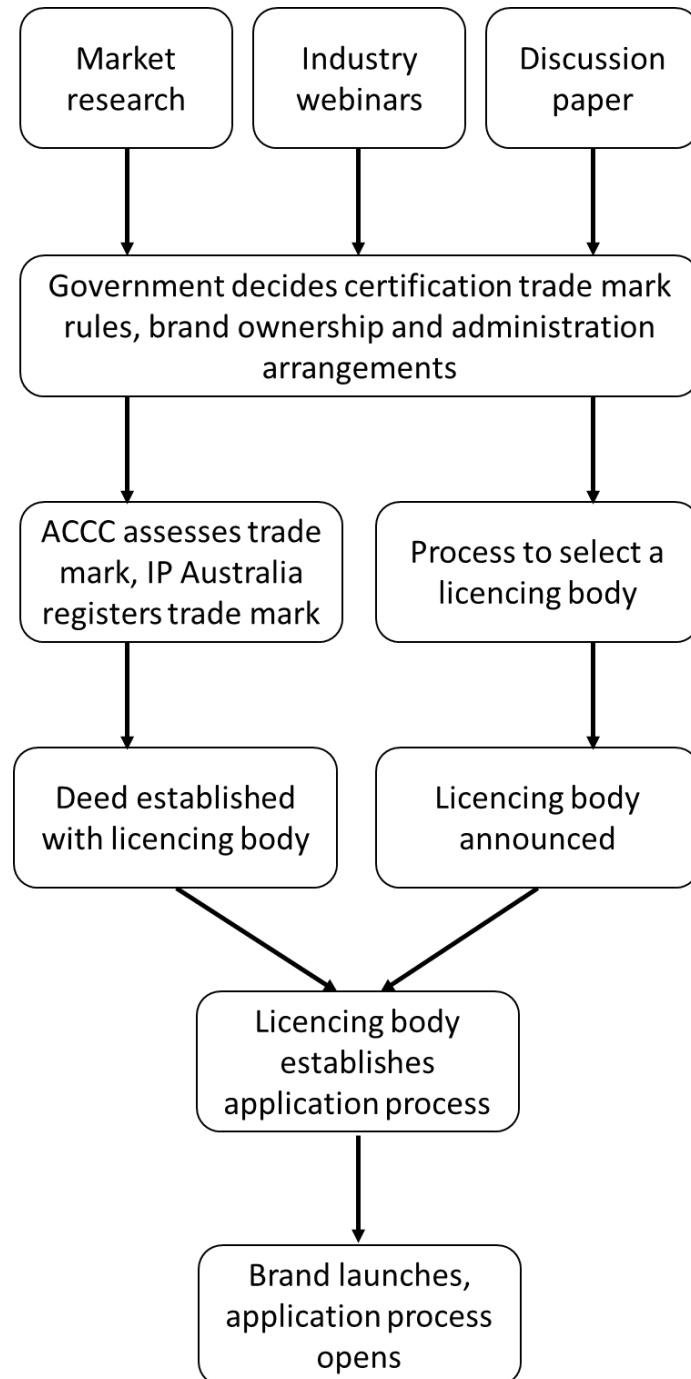 Market
research
Industry
webinars
Discussion
paper
Government decides certification trade mark
rules, brand ownership and administration
arrangements
ACCC assesses trade
mark, IP Australia
registers trade mark
Process to select a
licencing body
Deed established
with licencing body
Licencing body
announced
Licencing body
establishes
application process
Brand launches,
application process
opens